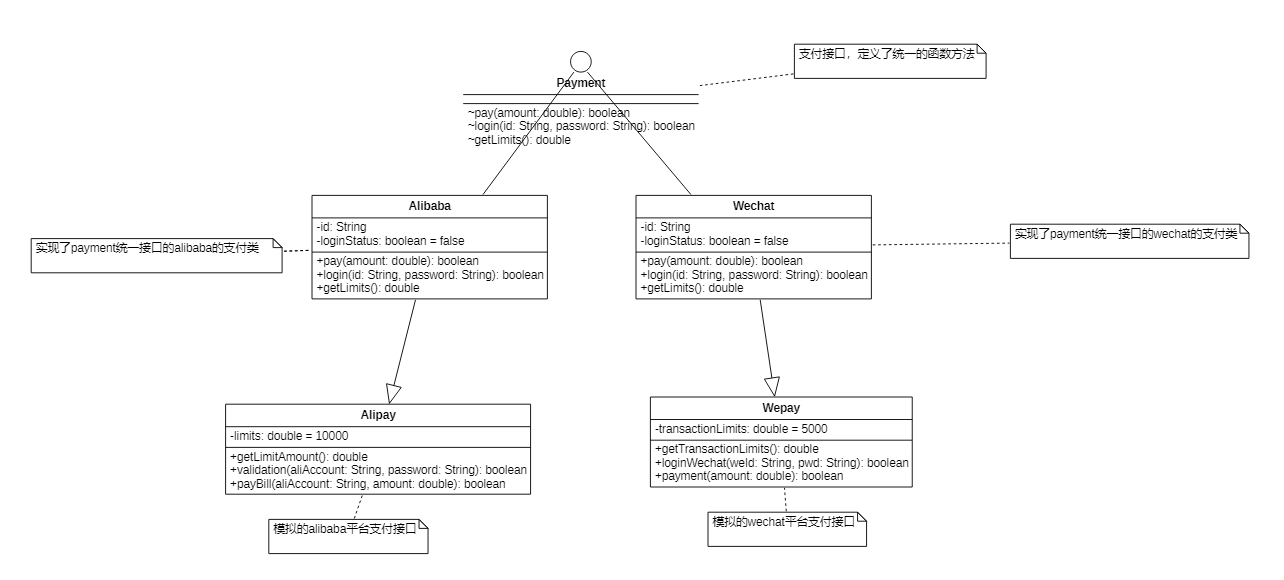 支付接口，定义了统一的函数方法
Payment
~pay(amount: double): boolean
~login(id: String, password: String): boolean
~getLimits(): double
实现了payment统一接口的alibaba的支付类
Alibaba
-id: String
-loginStatus: boolean = false
+pay(amount: double): boolean
+login(id: String, password: String): boolean
+getLimits(): double
Wechat
-id: String
-loginStatus: boolean = false
+pay(amount: double): boolean
+login(id: String, password: String): boolean
+getLimits(): double
实现了payment统一接口的wechat的支付类
Alipay
-limits: double = 10000
+getLimitAmount(): double
+validation(aliAccount: String, password: String): boolean
+payBill(aliAccount: String, amount: double): boolean
Wepay
-transactionLimits: double = 5000
+getTransactionLimits(): double
+loginWechat(weId: String, pwd: String): boolean
+payment(amount: double): boolean
模拟的alibaba平台支付接口
模拟的wechat平台支付接口